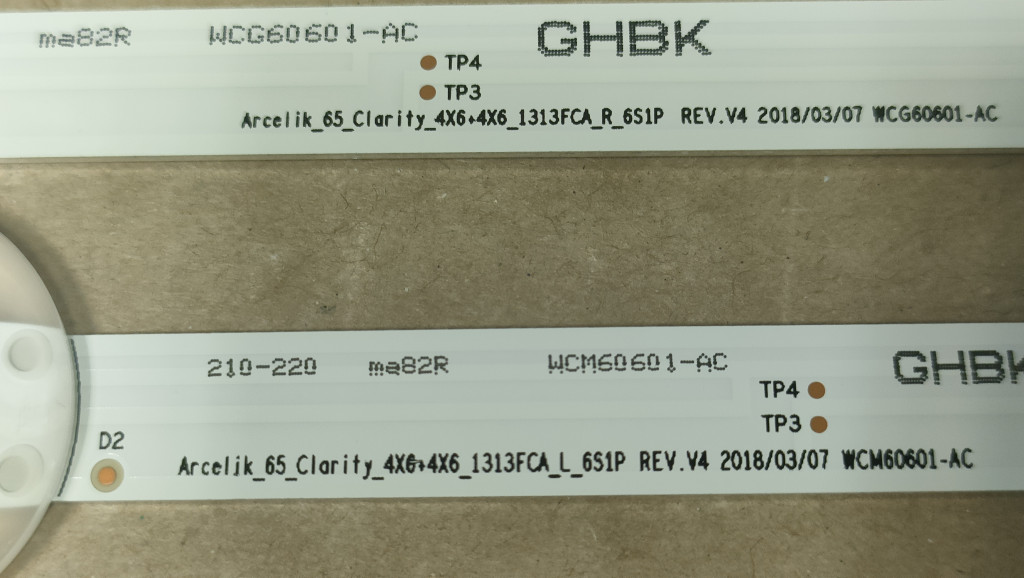 ma82R WCG60601-AC GHBK
TP4
TP3
Arcelik_65_Clarity_4X6+4X6_1313FCA_R_6S1P REV.V4 2018/03/07 WCG60601-AC
210-220 ma82R WCM60601-AC GHBK
TP4
TP3
D2
Arcelik_65_Clarity_4X6+4X6_1313FCA_L_6S1P REV.V4 2018/03/07 WCM60601-AC